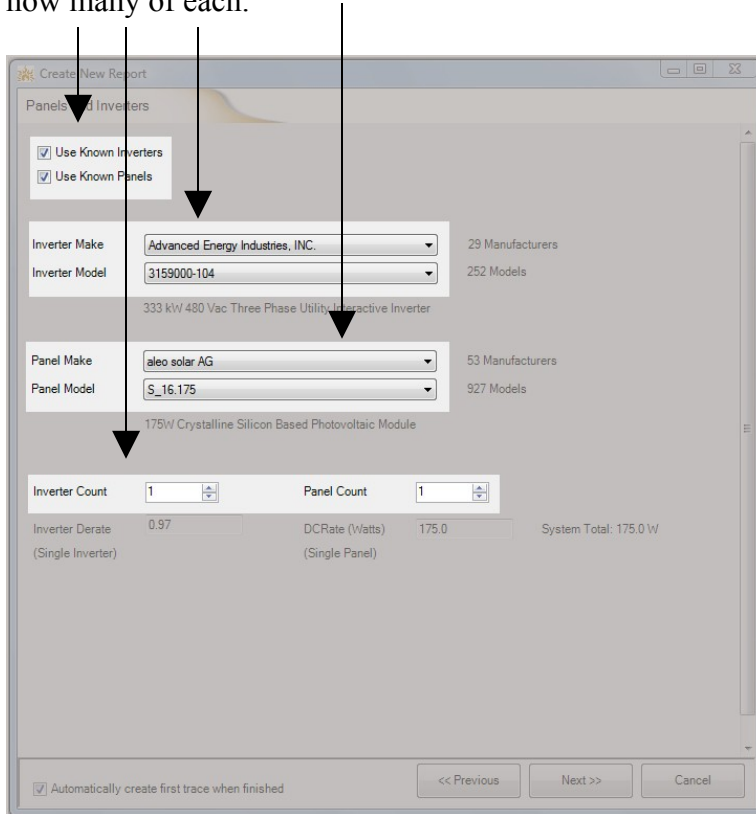 how many of each.
Create New Report
Panels and Inverters
Use Known Inverters
Use Known Panels
Inverter Make Advanced Energy Industries, INC. 29 Manufacturers
Inverter Model 3159000-104 252 Models
333 kW 480 Vac Three Phase Utility Interactive Inverter
Panel Make aleo solar AG 53 Manufacturers
Panel Model S_16.175 927 Models
175W Crystalline Silicon Based Photovoltaic Module
Inverter Count 1 Panel Count 1
Inverter Derate 0.97 DCRate (Watts) 175.0 System Total: 175.0 W
(Single Inverter) (Single Panel)
Automatically create first trace when finished << Previous Next >> Cancel